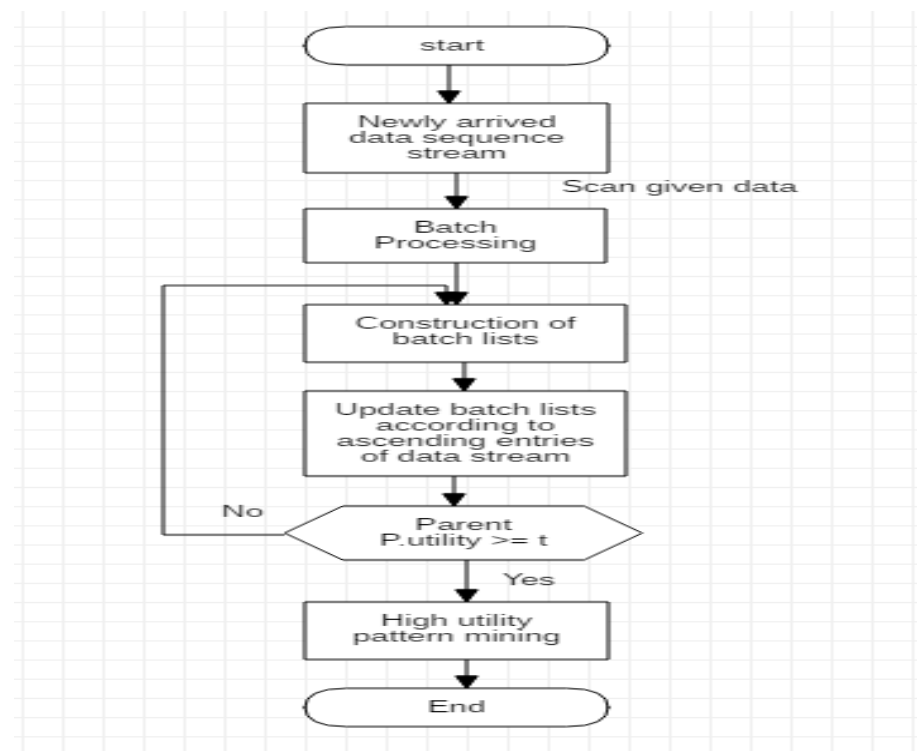 start
Newly arrived
data sequence
stream
Scan given data
Batch
Processing
Construction of
batch lists
Update batch lists
according to
ascending entries
of data stream
No
Parent
P.utility >= t
Yes
High utility
pattern mining
End